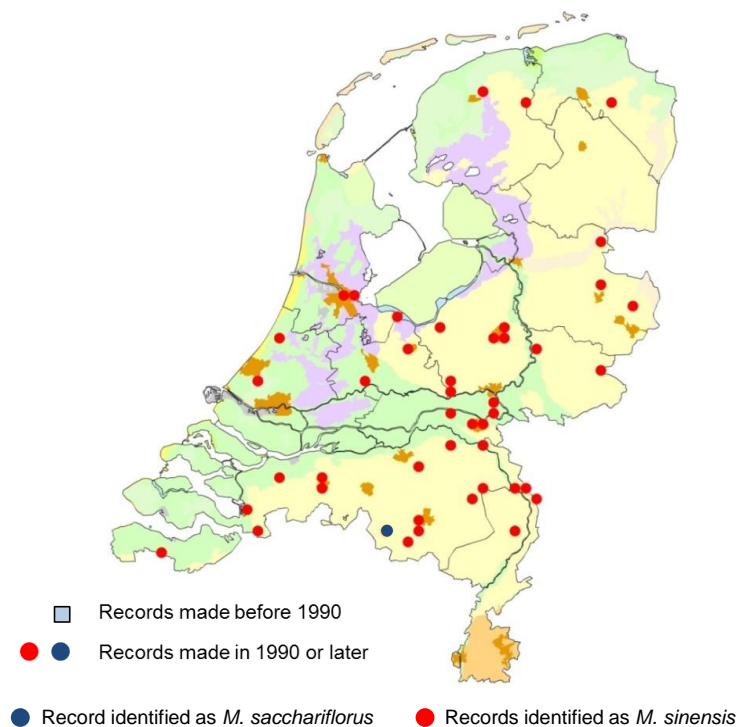 Records made before 1990
Records made in 1990 or later
Record identified as M. sacchariflorus Records identified as M. sinensis